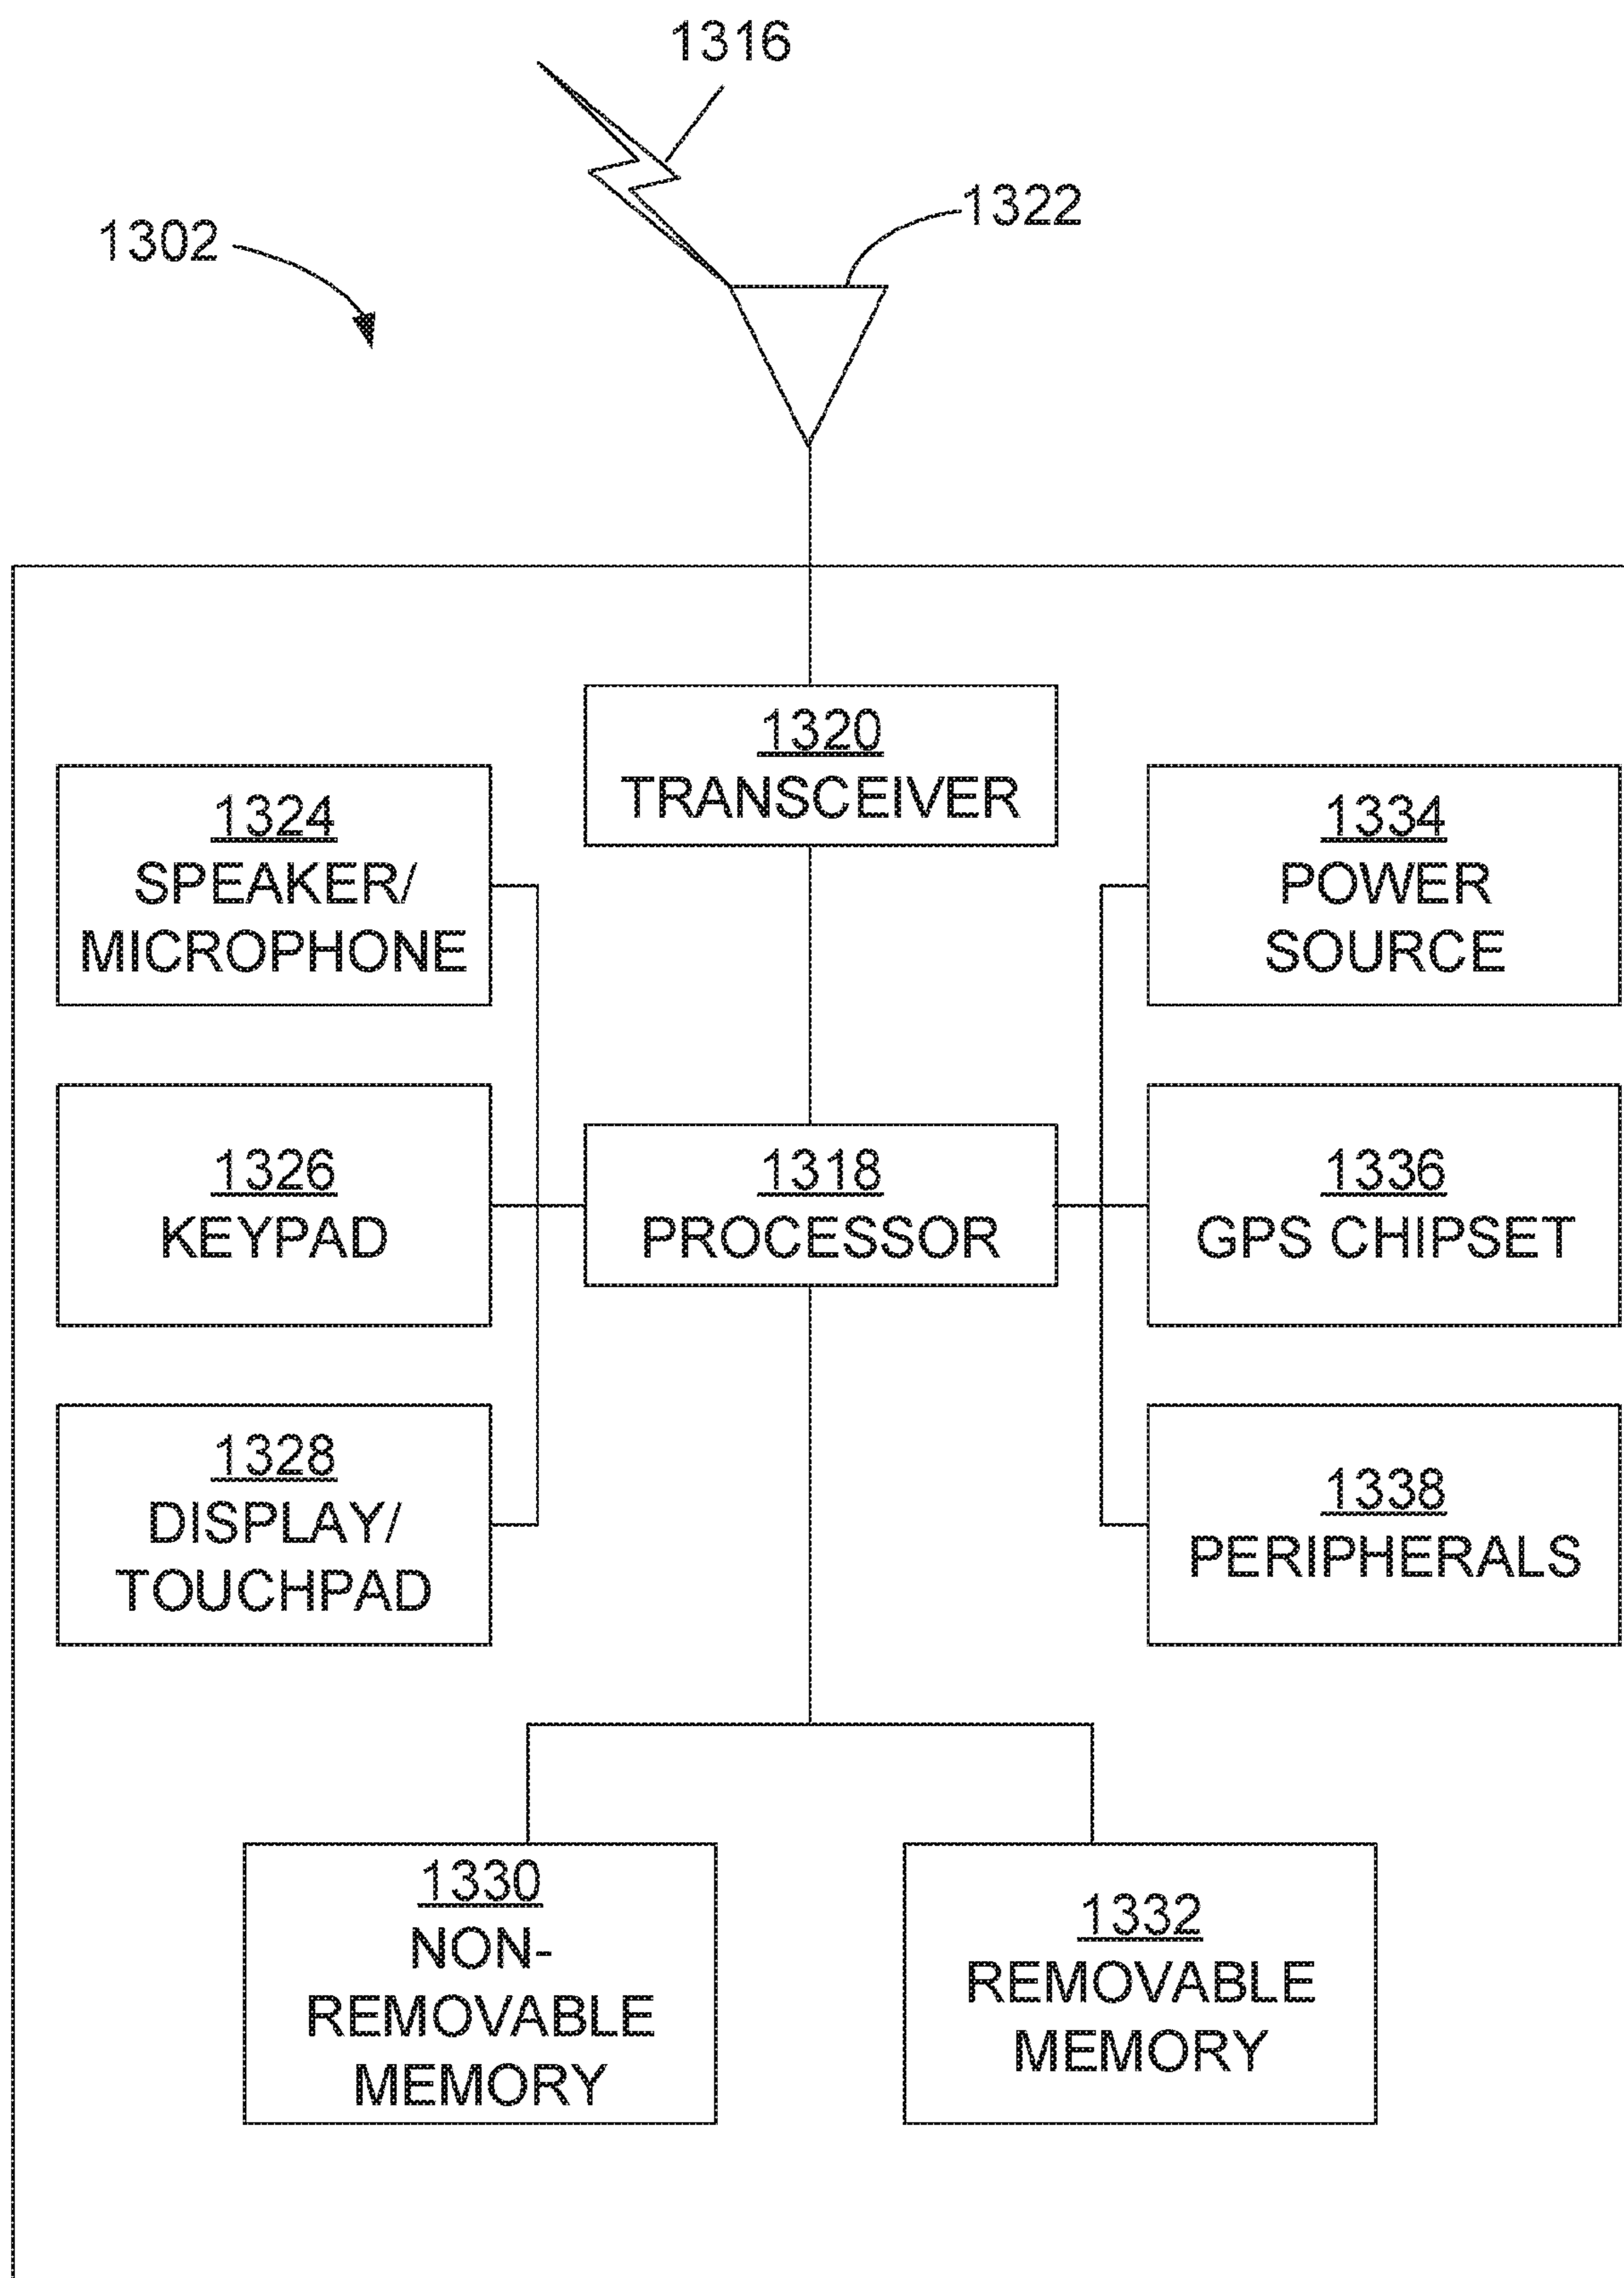 1316
1322
1302
1320
TRANSCEIVER
1324
SPEAKER/
MICROPHONE
1334
POWER
SOURCE
1326
KEYPAD
1318
PROCESSOR
1336
GPS CHIPSET
1328
DISPLAY/
TOUCHPAD
1338
PERIPHERALS
1330
NON-
REMOVABLE
MEMORY
1332
REMOVABLE
MEMORY